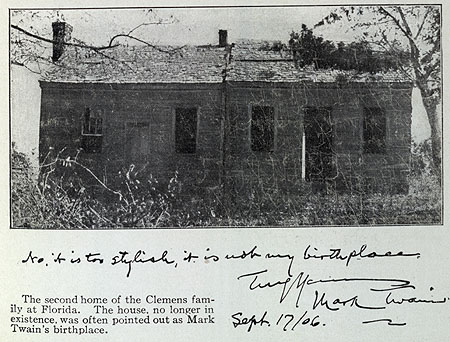 No, it is too stylish, it is not my birthplace.
Truly Yours
Mark Twain
Sept. 17/06.
The second home of the Clemens fam-
ily at Florida. The house, no longer in
existence, was often pointed out as Mark
Twain's birthplace.